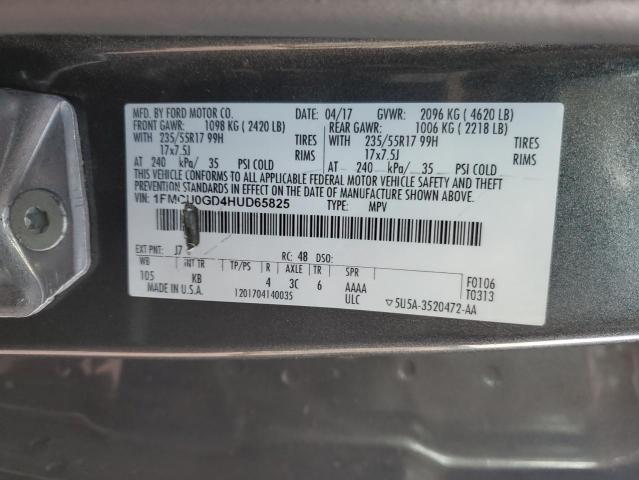 MFD. BY FORD MOTOR CO. DATE: 04/17 GVWR: 2096 KG ( 4620 LB)
FRONT GAWR: 1098 KG ( 2420 LB) REAR GAWR: 1006 KG ( 2218 LB)
WITH 235/55R17 99H TIRES WITH 235/55R17 99H TIRES
17x7.5J RIMS 17x7.5J RIMS
AT 240 kPa/ 35 PSI COLD AT 240 kPa/ 35 PSI COLD
THIS VEHICLE CONFORMS TO ALL APPLICABLE FEDERAL MOTOR VEHICLE SAFETY AND THEFT
PREVENTION STANDARDS IN EFFECT ON THE DATE OF MANUFACTURE SHOWN ABOVE.
VIN: 1FMCU0GD4HUD65825 TYPE: MPV
EXT PNT: J7 RC: 48 DSO:
WB INT TR TP/PS R AXLE TR SPR F0106
105 KB 4 3C 6 AAAA T0313
MADE IN U.S.A. 1201704140035 ULC ▽5U5A-3520472-AA